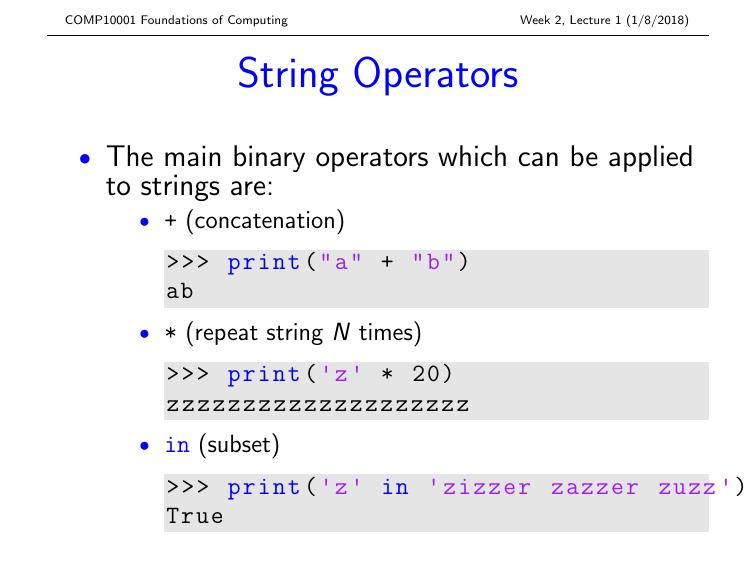 COMP10001 Foundations of Computing Week 2, Lecture 1 (1/8/2018)
String Operators
• The main binary operators which can be applied
to strings are:
• + (concatenation)
>>> print("a" + "b")
ab
• * (repeat string N times)
>>> print('z' * 20)
zzzzzzzzzzzzzzzzzzzz
• in (subset)
>>> print('z' in 'zizzer zazzer zuzz')
True